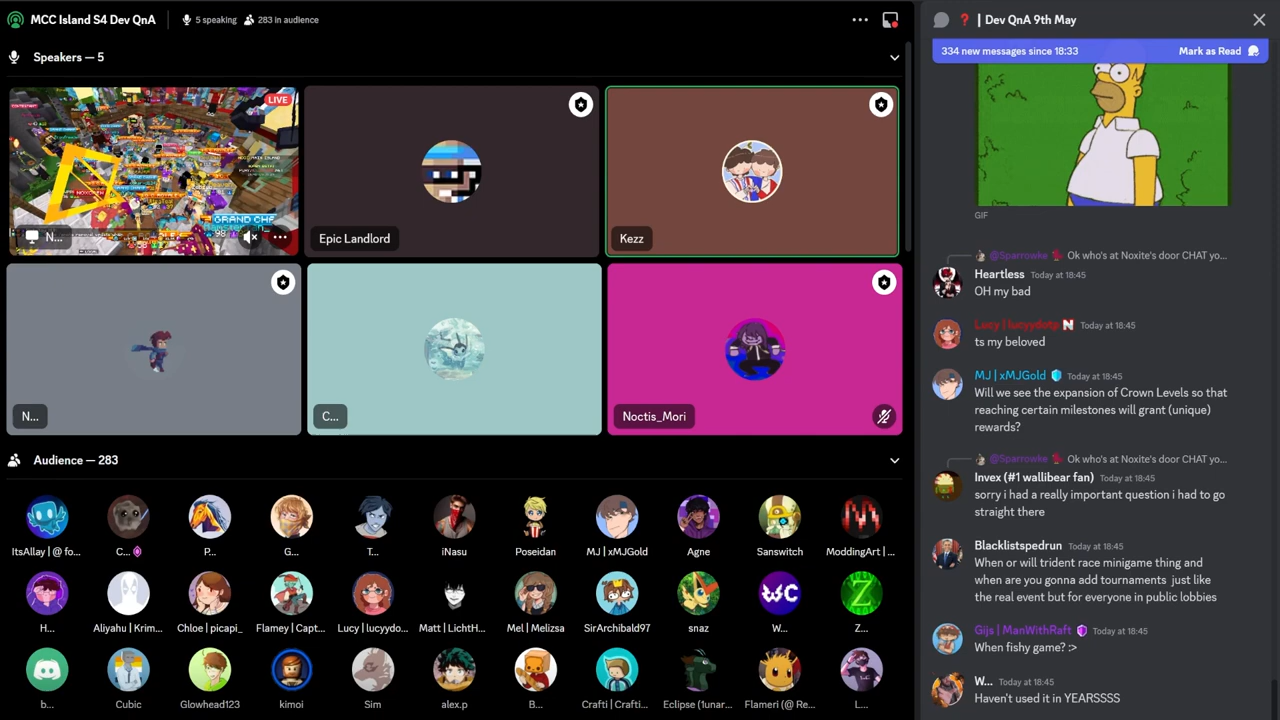 MCC Island S4 Dev QnA
5 speaking
283 in audience
Speakers — 5
LIVE
GRAND CHA
N...
Epic Landlord
Kezz
N...
C...
Noctis_Mori
Audience — 283
ItsAllay | @ fo...
C...
P...
G...
T...
iNasu
Poseidan
MJ | xMJGold
Agne
Sanswitch
ModdingArt | ...
H...
Aliyahu | Krim...
Chloe | picapi_
Flamey | Capt...
Lucy | lucyydo...
Matt | LichtH...
Mel | Melizsa
SirArchibald97
snaz
W...
Z...
b...
Cubic
Glowhead123
kimoi
Sim
alex.p
B...
Crafti | Crafti...
Eclipse (1unar...
Flameri (@ Re...
L...
❓ | Dev QnA 9th May
334 new messages since 18:33
Mark as Read
GIF
@Sparrowke Ok who's at Noxite's door CHAT yo...
Heartless Today at 18:45
OH my bad
Lucy | lucyydotp N Today at 18:45
ts my beloved
MJ | xMJGold Today at 18:45
Will we see the expansion of Crown Levels so that
reaching certain milestones will grant (unique)
rewards?
@Sparrowke Ok who's at Noxite's door CHAT yo...
Invex (#1 wallibear fan) Today at 18:45
sorry i had a really important question i had to go
straight there
Blacklistspedrun Today at 18:45
When or will trident race minigame thing and
when are you gonna add tournaments just like
the real event but for everyone in public lobbies
Gijs | ManWithRaft Today at 18:45
When fishy game? :>
W... Today at 18:45
Haven't used it in YEARSSSS